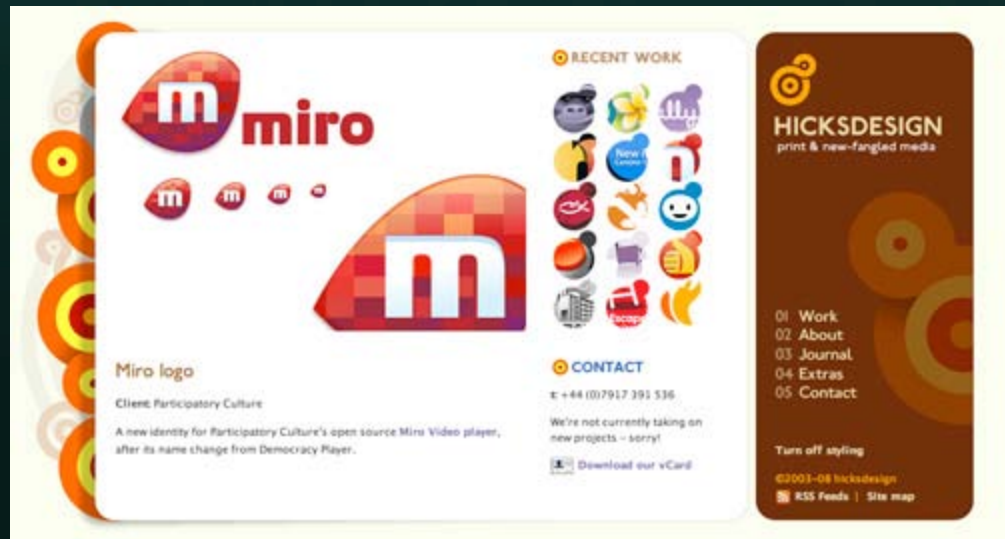 m miro
m m m m
m
Miro logo
Client: Participatory Culture
A new identity for Participatory Culture's open source Miro Video player,
after its name change from Democracy Player.
RECENT WORK
CONTACT
t: +44 (0)7917 391 536
We're not currently taking on
new projects – sorry!
Download our vCard
HICKSDESIGN
print & new-fangled media
01 Work
02 About
03 Journal
04 Extras
05 Contact
Turn off styling
©2003–08 hicksdesign
RSS Feeds | Site map